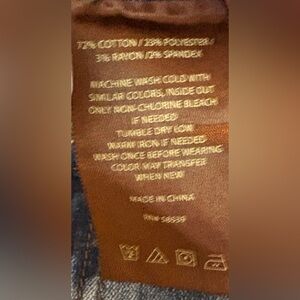 72% COTTON / 23% POLYESTER /
3% RAYON /2% SPANDEX
MACHINE WASH COLD WITH
SIMILAR COLORS, INSIDE OUT
ONLY NON-CHLORINE BLEACH
IF NEEDED
TUMBLE DRY LOW
WARM IRON IF NEEDED
WASH ONCE BEFORE WEARING
COLOR MAY TRANSFER
WHEN NEW
MADE IN CHINA
RN# 58639